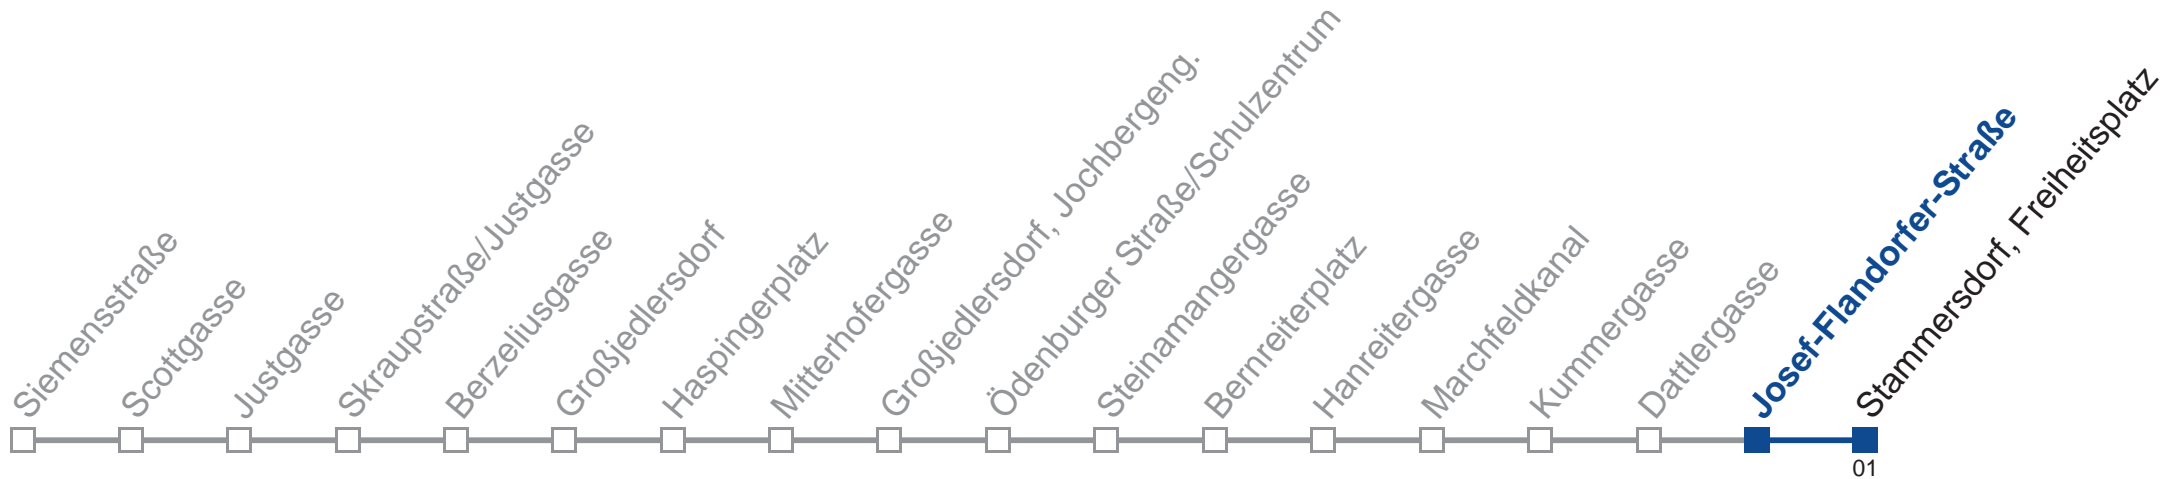 Siemensstraße
Scottgasse
Justgasse
Skraupstraße/Justgasse
Berzeliusgasse
Großjedlersdorf
Haspingerplatz
Mitterhofergasse
Großjedlersdorf, Jochbergeng.
Ödenburger Straße/Schulzentrum
Steinamangergasse
Bernreiterplatz
Hanreitergasse
Marchfeldkanal
Kummergasse
Dattlergasse
Josef-Flandorfer-Straße
Stammersdorf, Freiheitsplatz
01